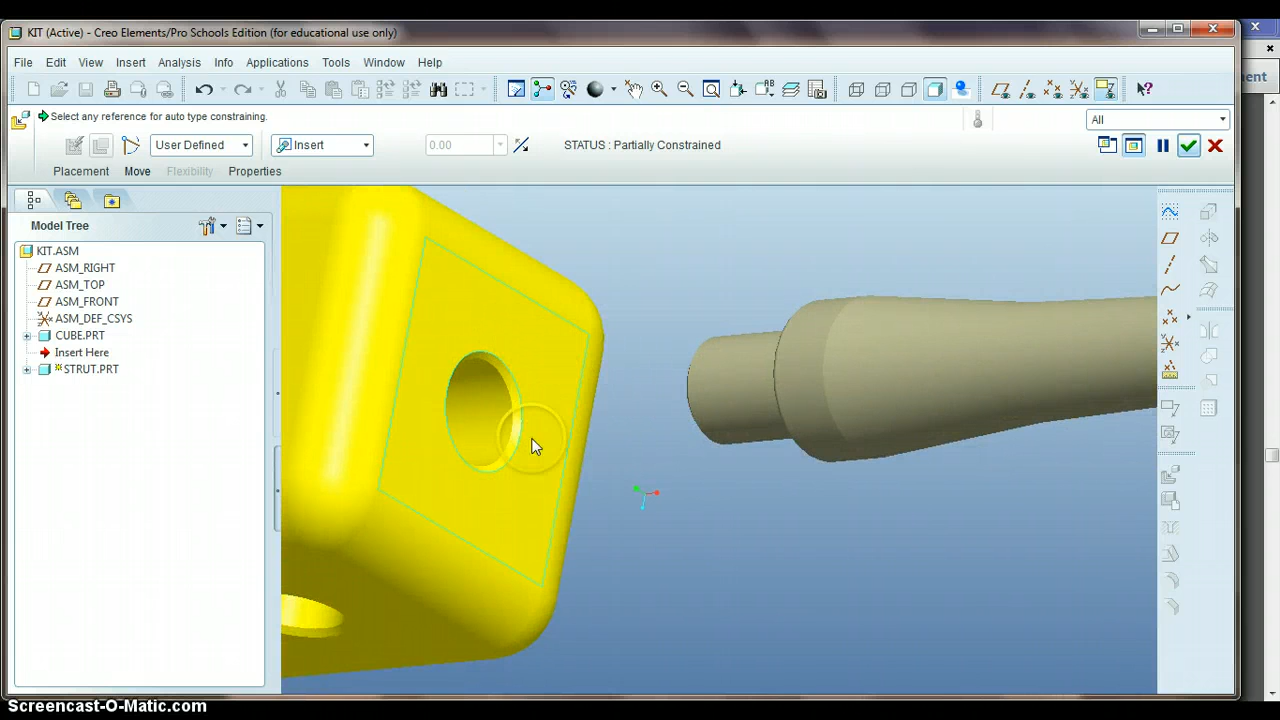 KIT (Active) - Creo Elements/Pro Schools Edition (for educational use only)
File Edit View Insert Analysis Info Applications Tools Window Help
Select any reference for auto type constraining.
All
User Defined Insert 0.00 STATUS : Partially Constrained
Placement Move Flexibility Properties
Model Tree
KIT.ASM
ASM_RIGHT
ASM_TOP
ASM_FRONT
ASM_DEF_CSYS
CUBE.PRT
Insert Here
STRUT.PRT
Screencast-O-Matic.com